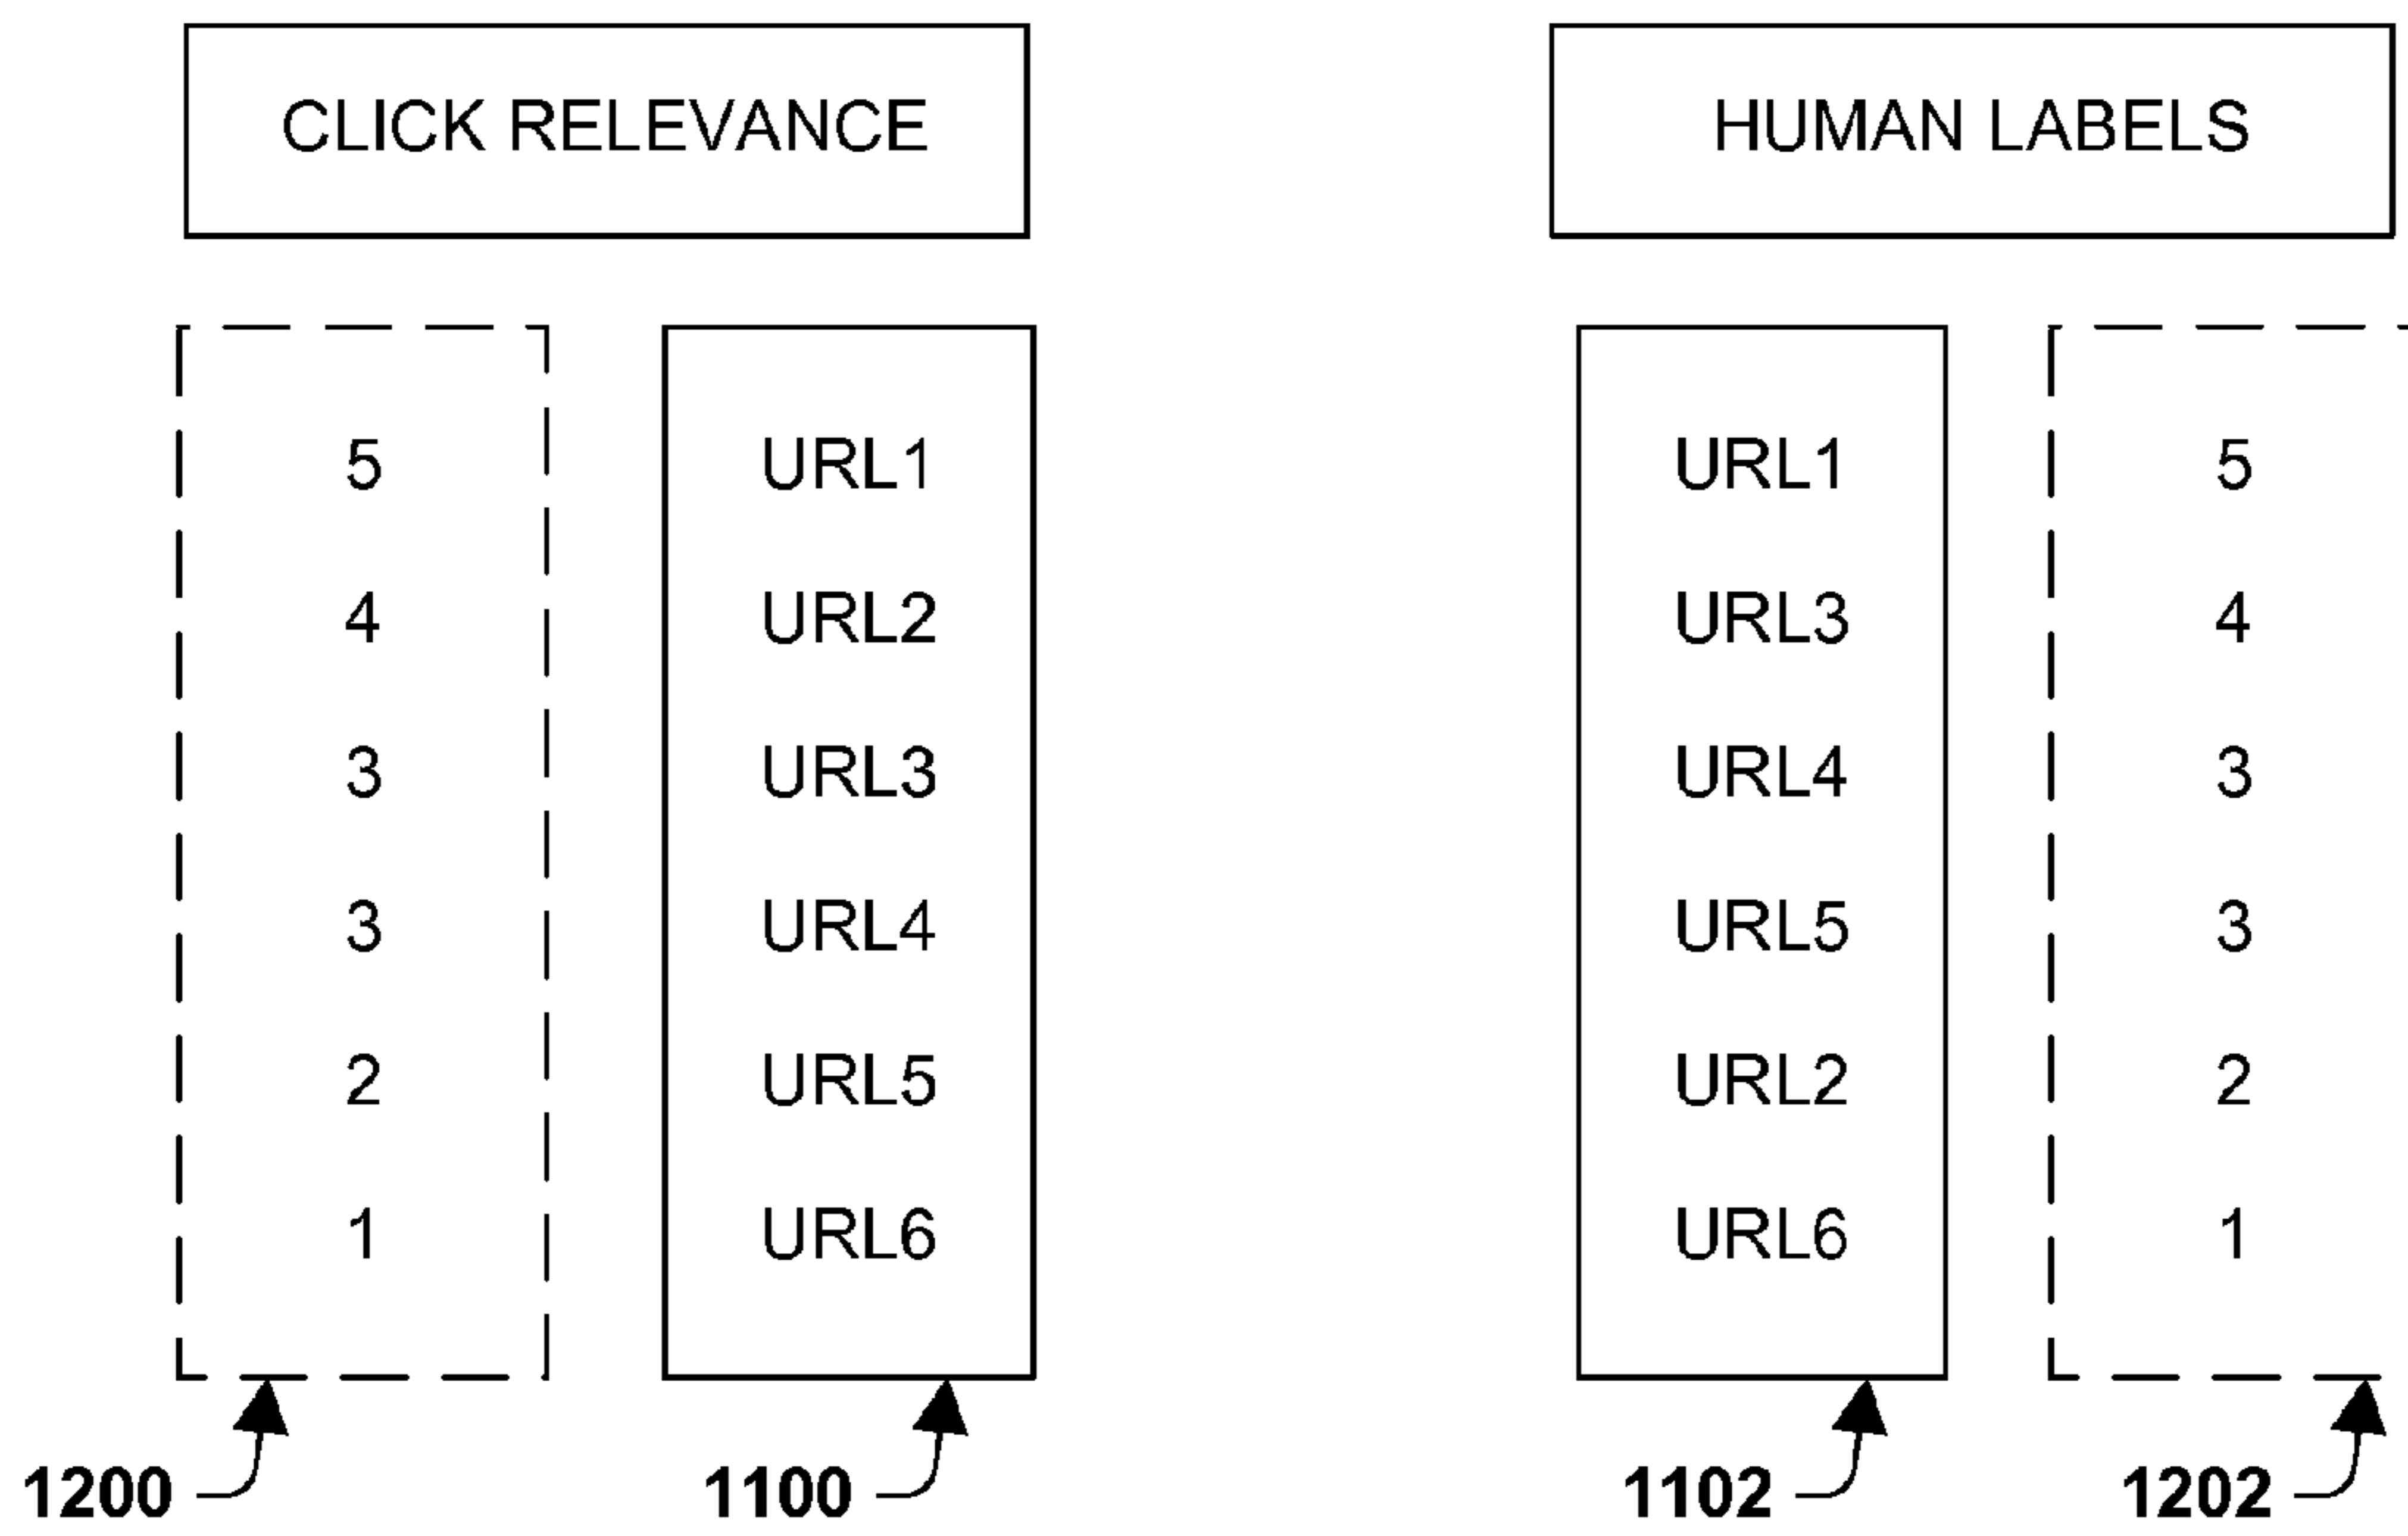 CLICK RELEVANCE HUMAN LABELS
5 URL1 URL1 5
4 URL2 URL3 4
3 URL3 URL4 3
3 URL4 URL5 3
2 URL5 URL2 2
1 URL6 URL6 1
1200 1100 1102 1202